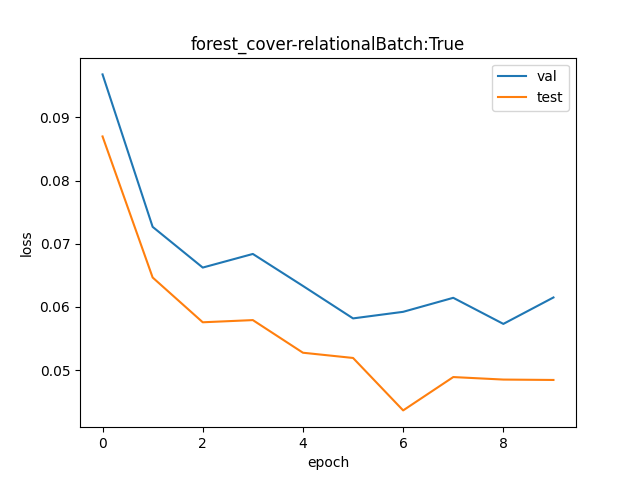 forest_cover-relationalBatch:True
val
test
loss
0.09
0.08
0.07
0.06
0.05
0 2 4 6 8
epoch